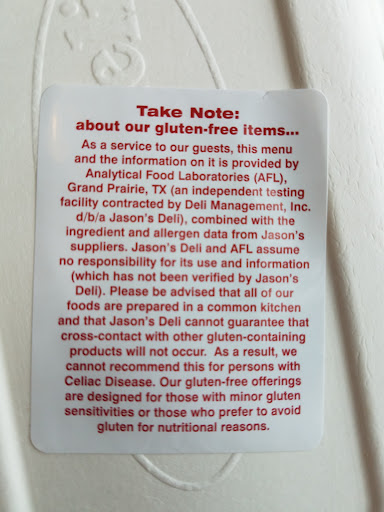 Take Note:
about our gluten-free items...
As a service to our guests, this menu
and the information on it is provided by
Analytical Food Laboratories (AFL),
Grand Prairie, TX (an independent testing
facility contracted by Deli Management, Inc.
d/b/a Jason's Deli), combined with the
ingredient and allergen data from Jason's
suppliers. Jason's Deli and AFL assume
no responsibility for its use and information
(which has not been verified by Jason's
Deli). Please be advised that all of our
foods are prepared in a common kitchen
and that Jason's Deli cannot guarantee that
cross-contact with other gluten-containing
products will not occur. As a result, we
cannot recommend this for persons with
Celiac Disease. Our gluten-free offerings
are designed for those with minor gluten
sensitivities or those who prefer to avoid
gluten for nutritional reasons.